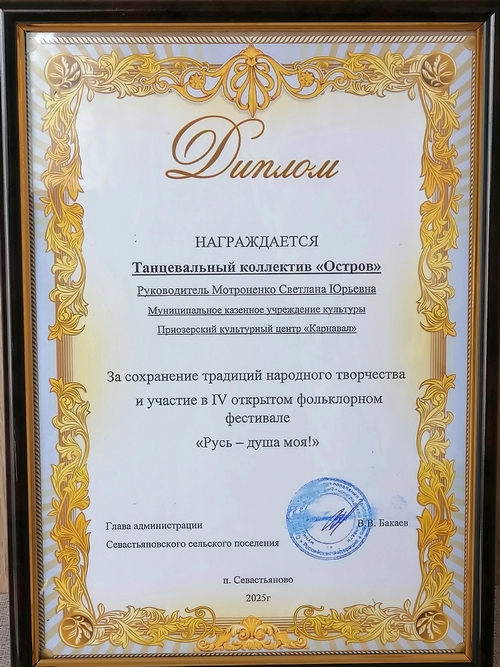 Диплом
НАГРАЖДАЕТСЯ
Танцевальный коллектив «Остров»
Руководитель Мотроненко Светлана Юрьевна
Муниципальное казенное учреждение культуры
Приозерский культурный центр «Карнавал»
За сохранение традиций народного творчества
и участие в IV открытом фольклорном
фестивале
«Русь – душа моя!»
Глава администрации
В.В. Бакаев
Севастьяновского сельского поселения
п. Севастьяново
2025г